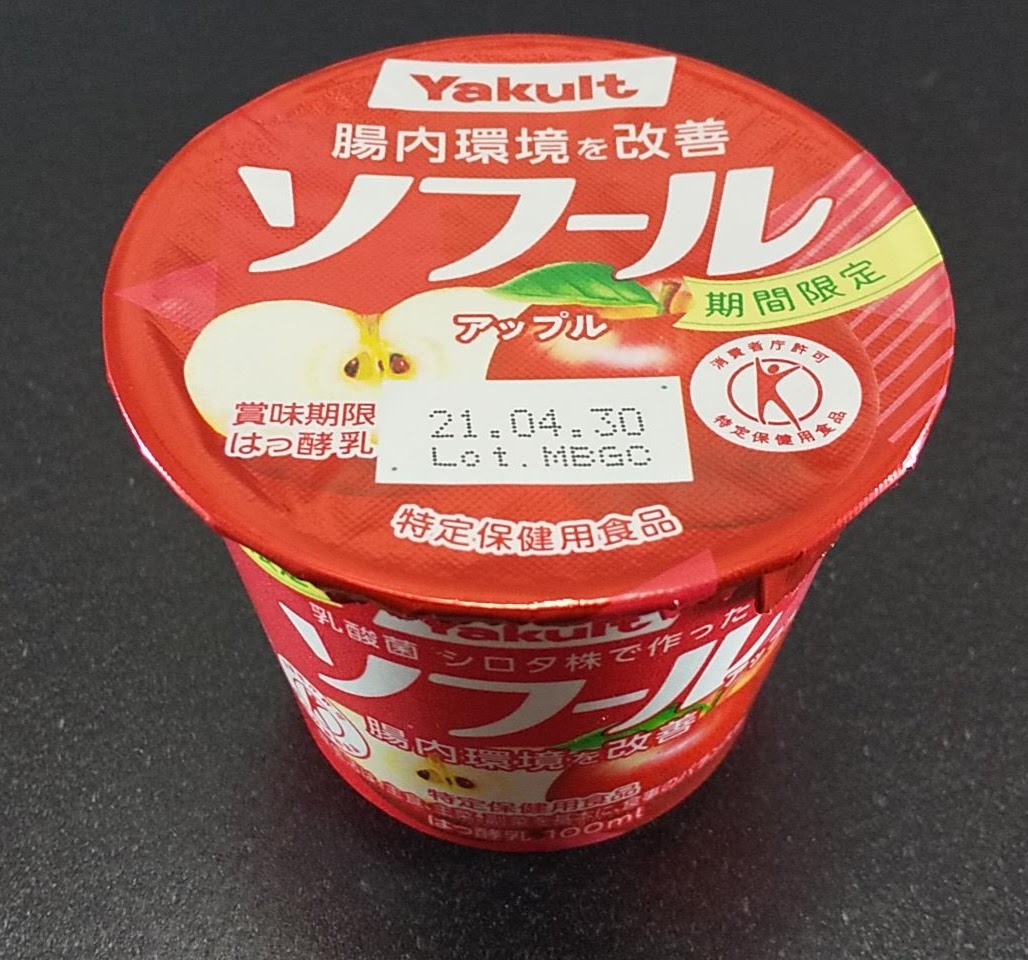 Yakult
腸内環境を改善
ソフール
期間限定
アップル
消費者庁許可
特定保健用食品
賞味期限
はっ酵乳
21.04.30
Lot.MBGC
特定保健用食品
Yakult
乳酸菌 シロタ株で作った
ソフール
腸内環境を改善
特定保健用食品
はっ酵乳 100ml